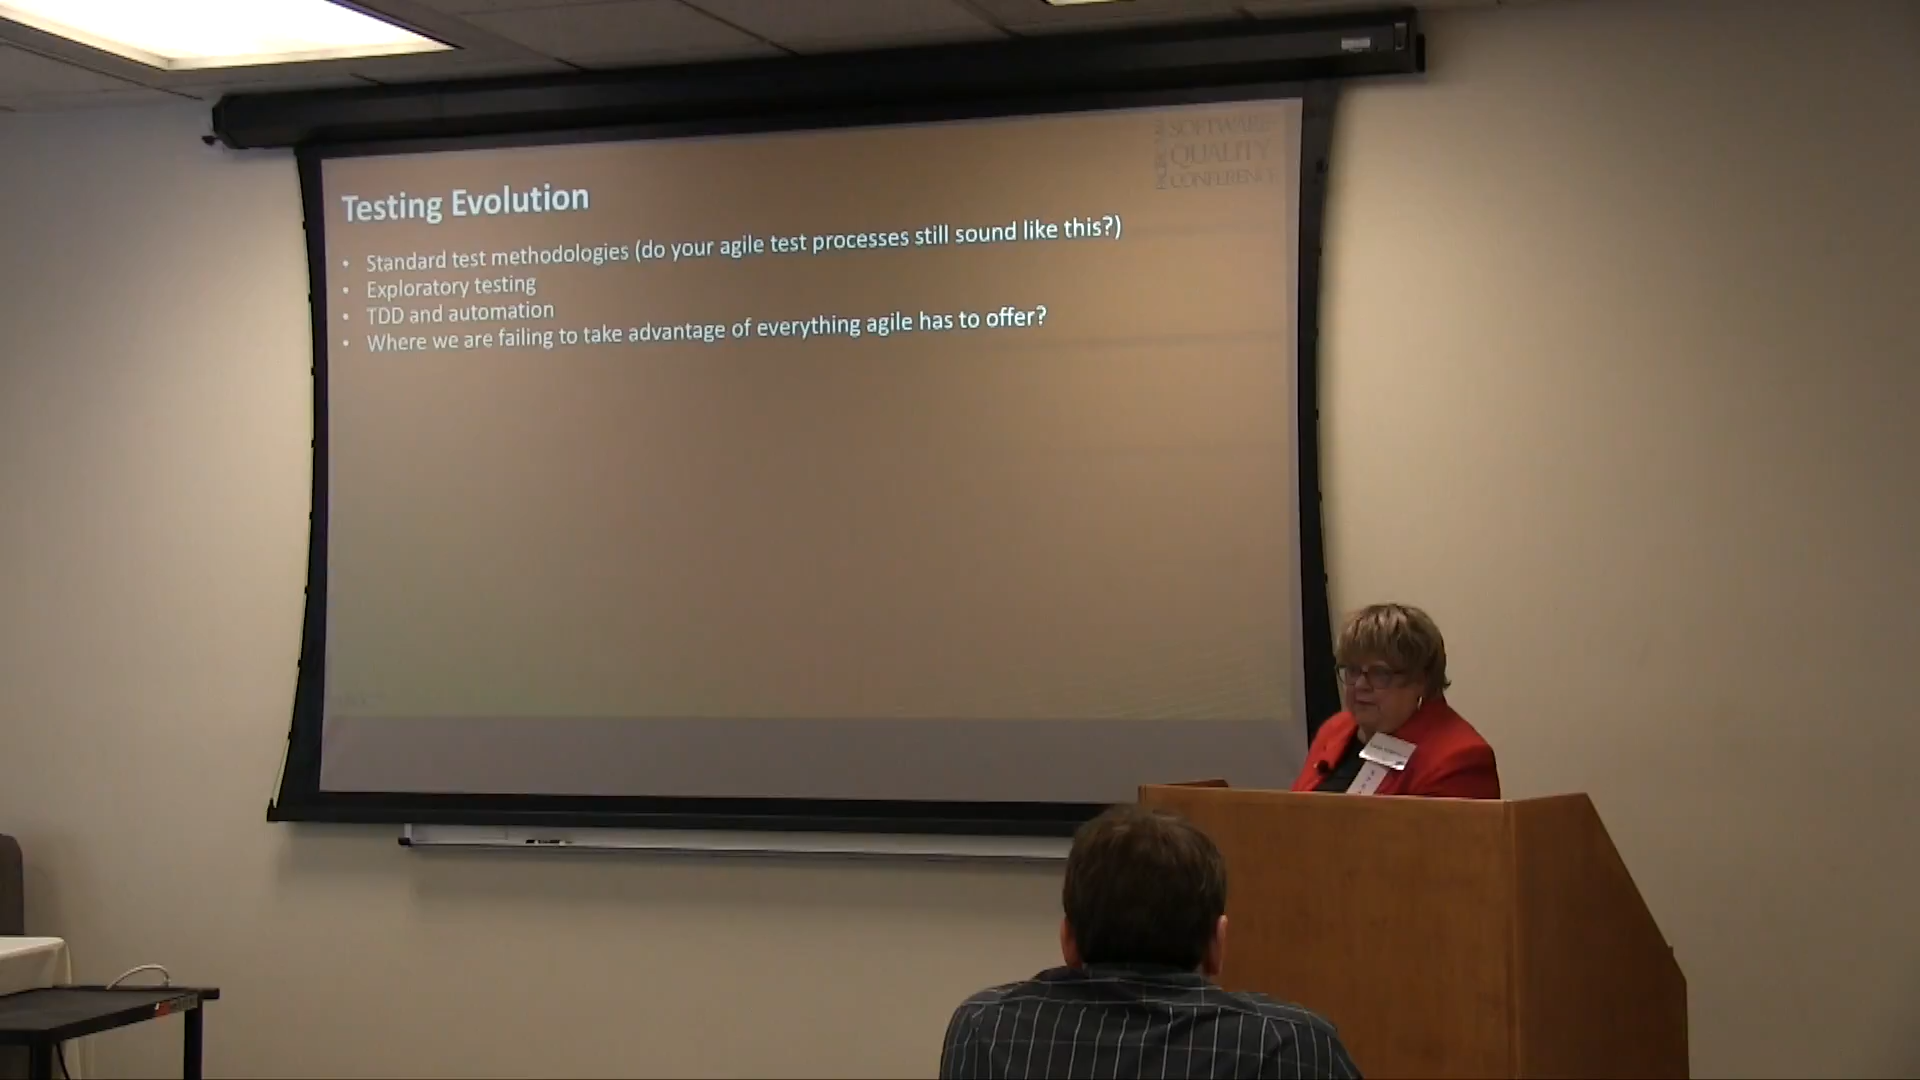 SOFTWARE
QUALITY
CONFERENCE
Testing Evolution
• Standard test methodologies (do your agile test processes still sound like this?)
• Exploratory testing
• TDD and automation
• Where we are failing to take advantage of everything agile has to offer?